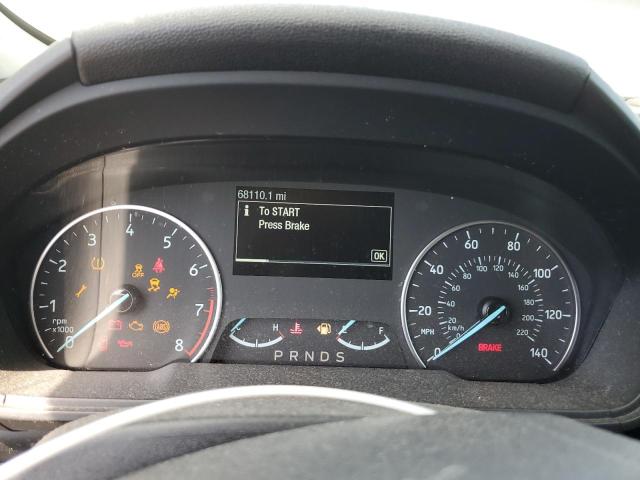 68110.1 mi
i To START
Press Brake
OK
0 1 2 3 4 5 6 7 8
rpm
x1000
OFF
ABS
C H
F
P R N D S
0 20 40 60 80 100 120 140
20 80 100 120 140 160 180 200 220
MPH
km/h
BRAKE